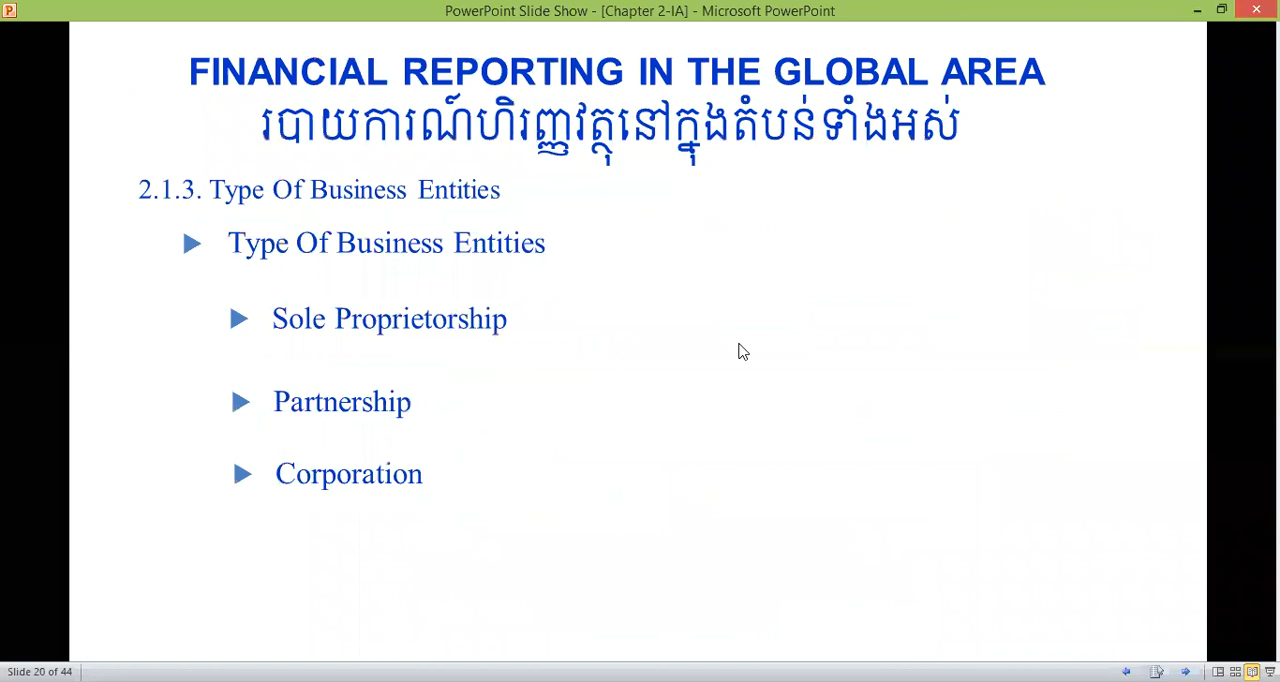 PowerPoint Slide Show - [Chapter 2-IA] - Microsoft PowerPoint
FINANCIAL REPORTING IN THE GLOBAL AREA
របាយការណ៍ហិរញ្ញវត្ថុនៅក្នុងតំបន់ទាំងអស់
2.1.3. Type Of Business Entities
Type Of Business Entities
Sole Proprietorship
Partnership
Corporation
Slide 20 of 44